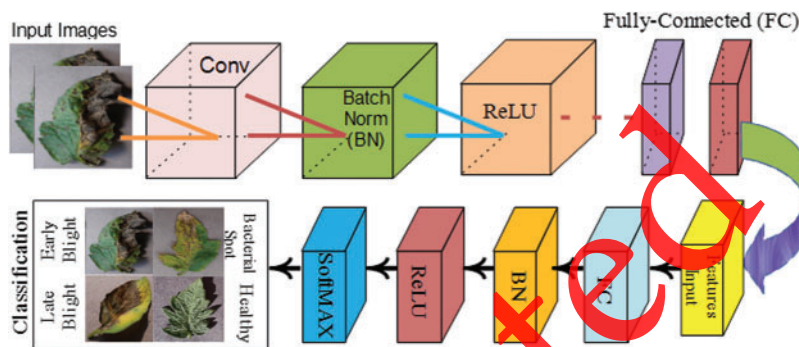 Input Images
Fully-Connected (FC)
Conv
Batch
Norm
(BN)
ReLU
Features
Input
FC
BN
ReLU
SoftMAX
Classification
Early
Blight
Bacterial
Spot
Late
Blight
Healthy